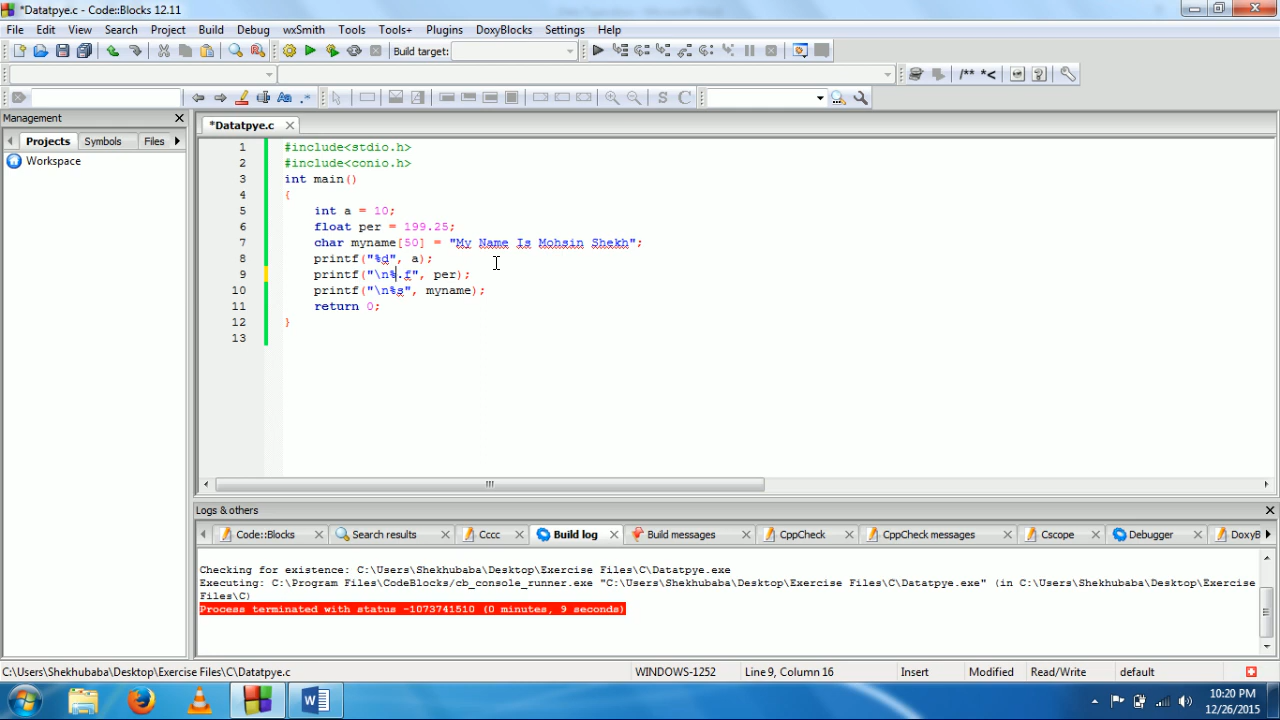 *Datatpye.c - Code::Blocks 12.11
File Edit View Search Project Build Debug wxSmith Tools Tools+ Plugins DoxyBlocks Settings Help
Build target:
/** *<
Aa .* S C
Management
*Datatpye.c
Projects Symbols Files
Workspace
1 #include<stdio.h>
2 #include<conio.h>
3 int main()
4 {
5 int a = 10;
6 float per = 199.25;
7 char myname[50] = "My Name Is Mohsin Shekh";
8 printf("%d", a);
9 printf("\n%.f", per);
10 printf("\n%s", myname);
11 return 0;
12 }
13
Logs & others
Code::Blocks Search results Cccc Build log Build messages CppCheck CppCheck messages Cscope Debugger DoxyB
Checking for existence: C:\Users\Shekhubaba\Desktop\Exercise Files\C\Datatpye.exe
Executing: C:\Program Files\CodeBlocks/cb_console_runner.exe "C:\Users\Shekhubaba\Desktop\Exercise Files\C\Datatpye.exe" (in C:\Users\Shekhubaba\Desktop\Exercise
Files\C)
Process terminated with status -1073741510 (0 minutes, 9 seconds)
C:\Users\Shekhubaba\Desktop\Exercise Files\C\Datatpye.c WINDOWS-1252 Line 9, Column 16 Insert Modified Read/Write default
10:20 PM
12/26/2015